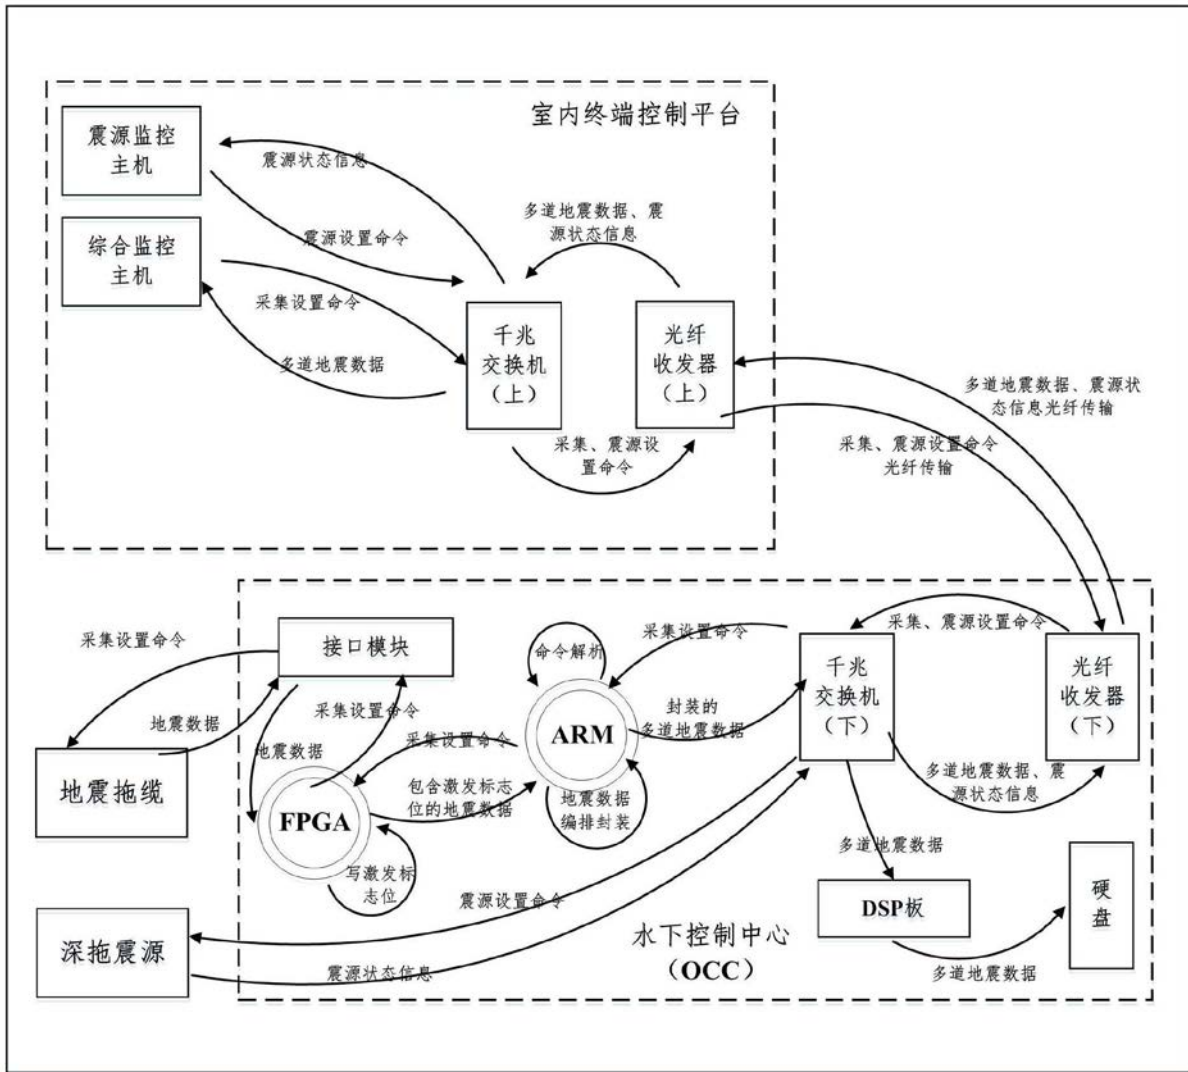 室内终端控制平台
震源监控
主机
震源状态信息
多道地震数据、震
源状态信息
综合监控
主机
震源设置命令
采集设置命令
多道地震数据
千兆
交换机
（上）
光纤
收发器
（上）
采集、震源设
置命令
多道地震数据、震源状
态信息光纤传输
采集、震源设置命令
光纤传输
采集设置命令
接口模块
命令解析
采集设置命令
采集、震源设置命令
千兆
交换机
（下）
光纤
收发器
（下）
地震数据
采集设置命令
封装的
多道地震数据
地震数据
采集设置命令
ARM
地震拖缆
FPGA
包含激发标志
位的地震数据
地震数据
编排封装
多道地震数据、震
源状态信息
写激发标
志位
多道地震数据
震源设置命令
DSP板
硬
盘
深拖震源
震源状态信息
水下控制中心
（OCC）
多道地震数据